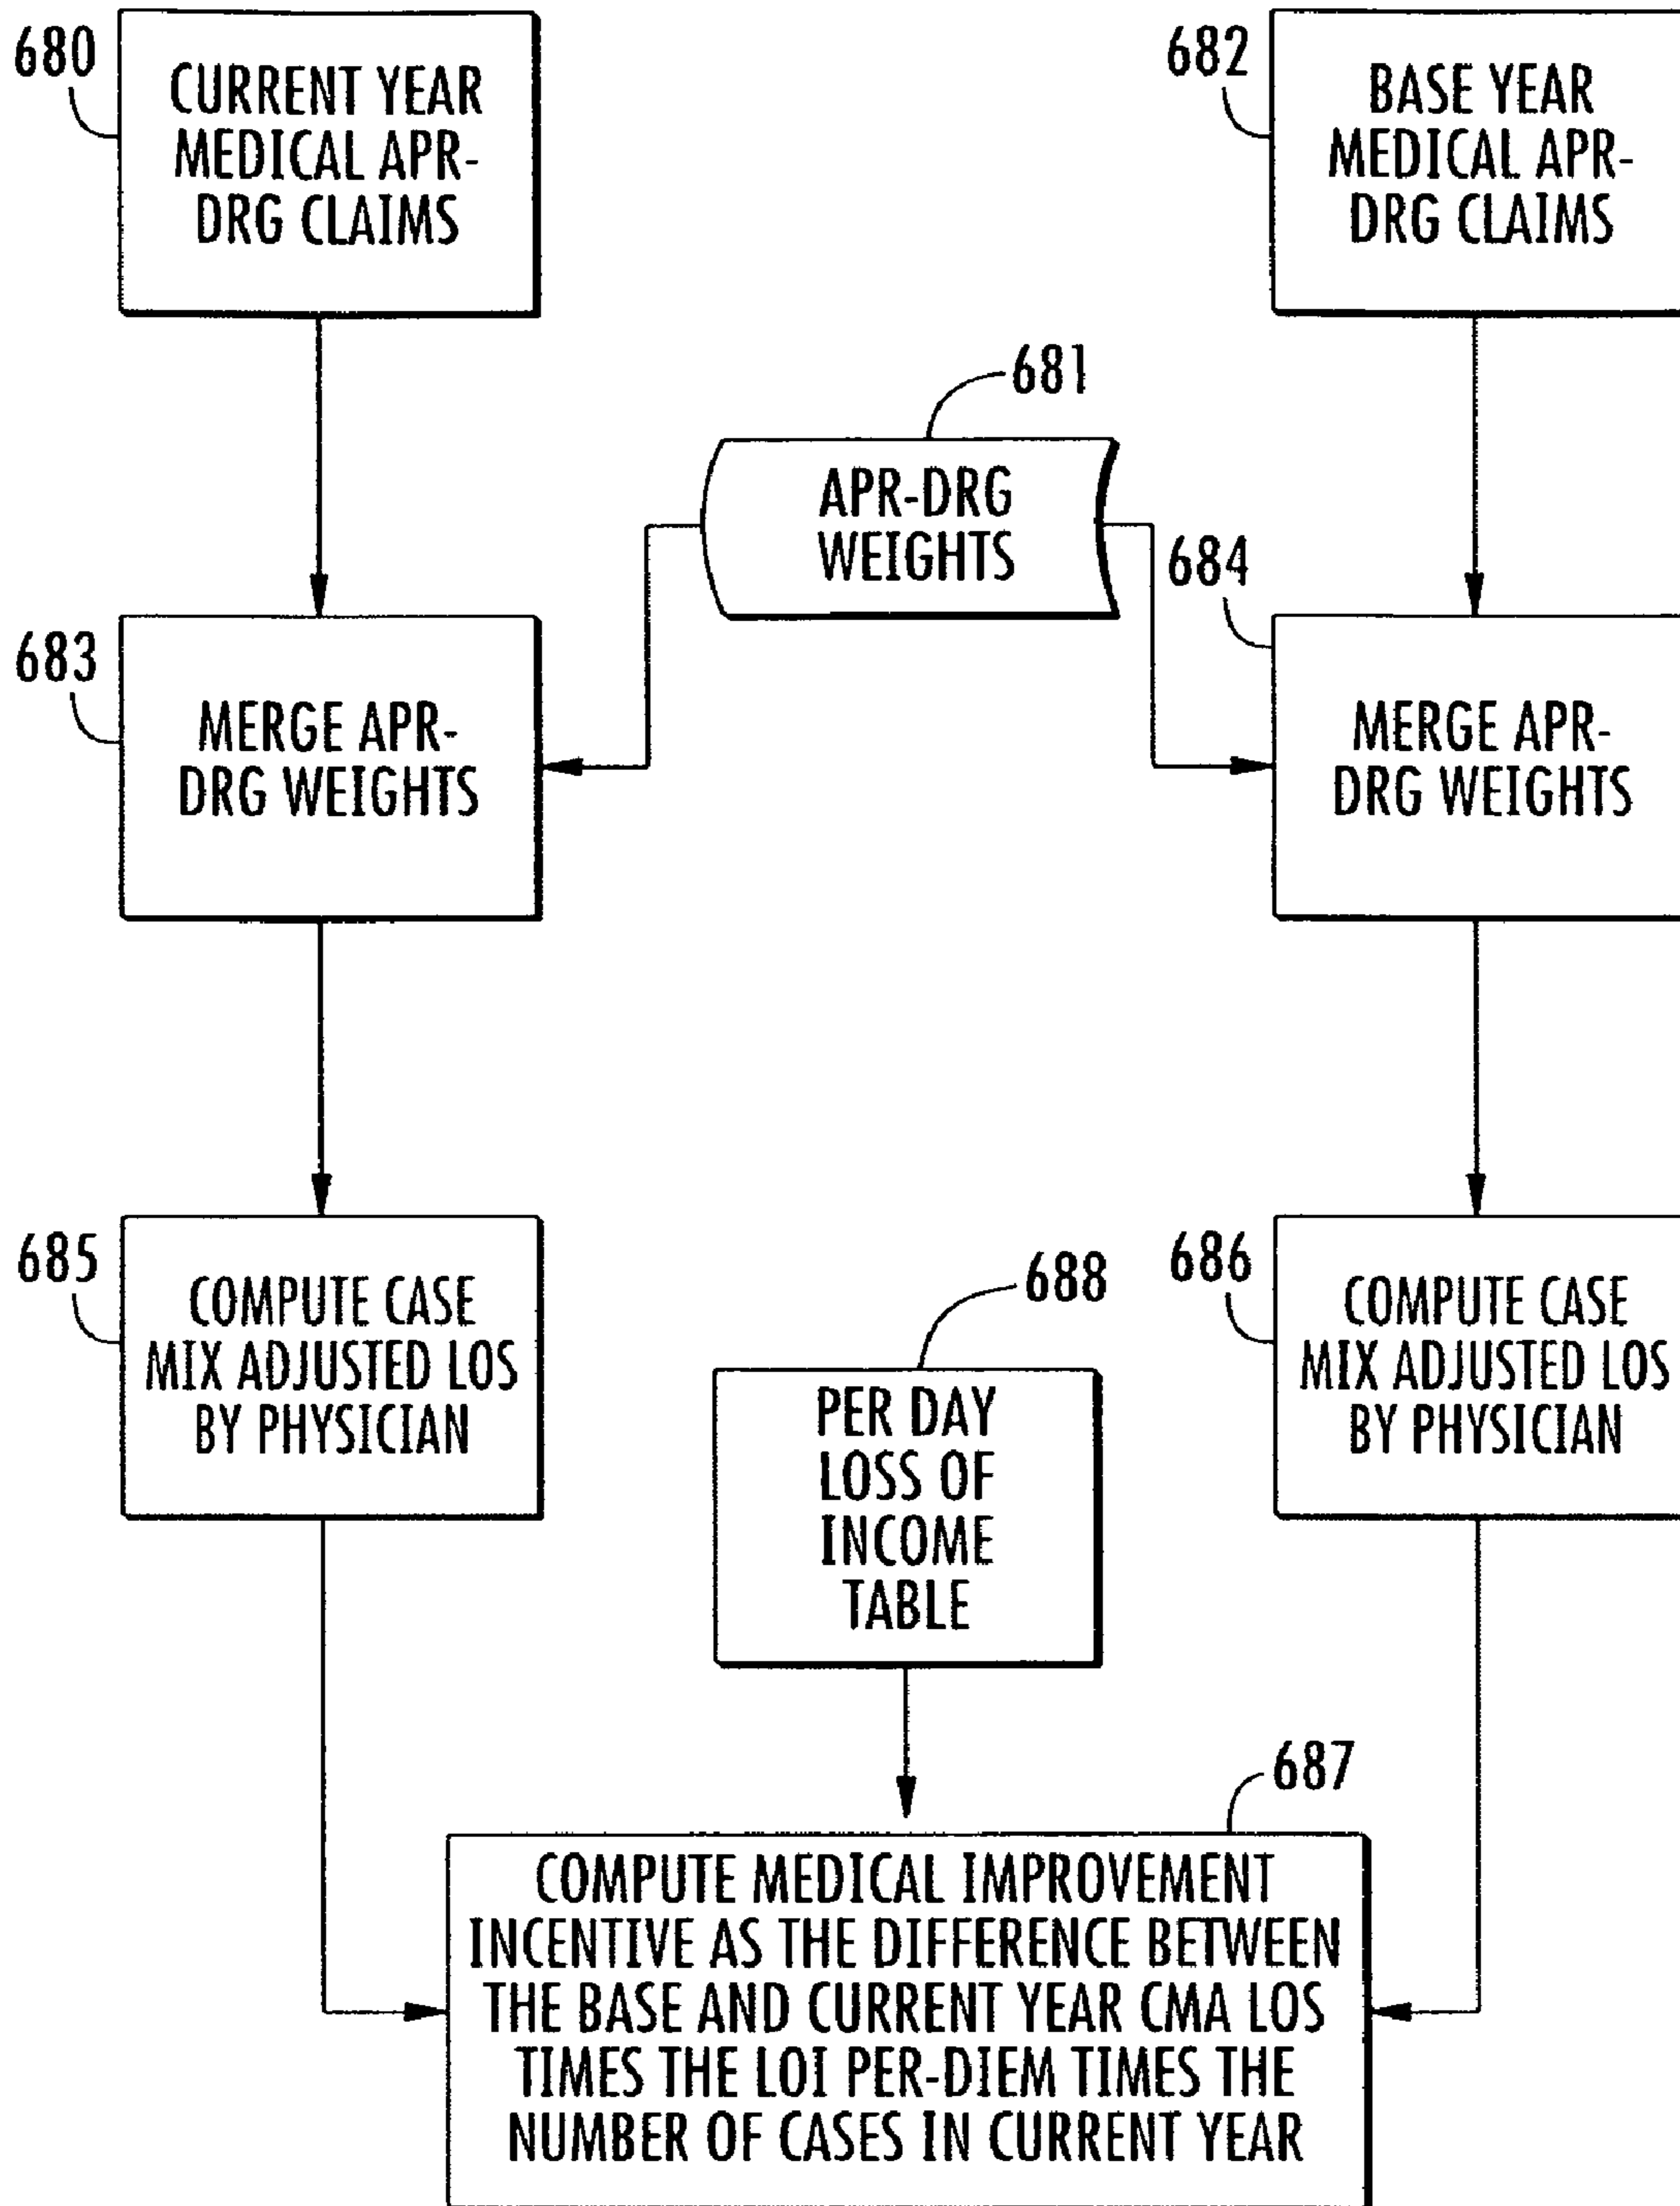 680
CURRENT YEAR
MEDICAL APR-
DRG CLAIMS
682
BASE YEAR
MEDICAL APR-
DRG CLAIMS
681
APR-DRG
WEIGHTS
683
MERGE APR-
DRG WEIGHTS
684
MERGE APR-
DRG WEIGHTS
685
COMPUTE CASE
MIX ADJUSTED LOS
BY PHYSICIAN
688
PER DAY
LOSS OF
INCOME
TABLE
686
COMPUTE CASE
MIX ADJUSTED LOS
BY PHYSICIAN
687
COMPUTE MEDICAL IMPROVEMENT
INCENTIVE AS THE DIFFERENCE BETWEEN
THE BASE AND CURRENT YEAR CMA LOS
TIMES THE LOI PER-DIEM TIMES THE
NUMBER OF CASES IN CURRENT YEAR